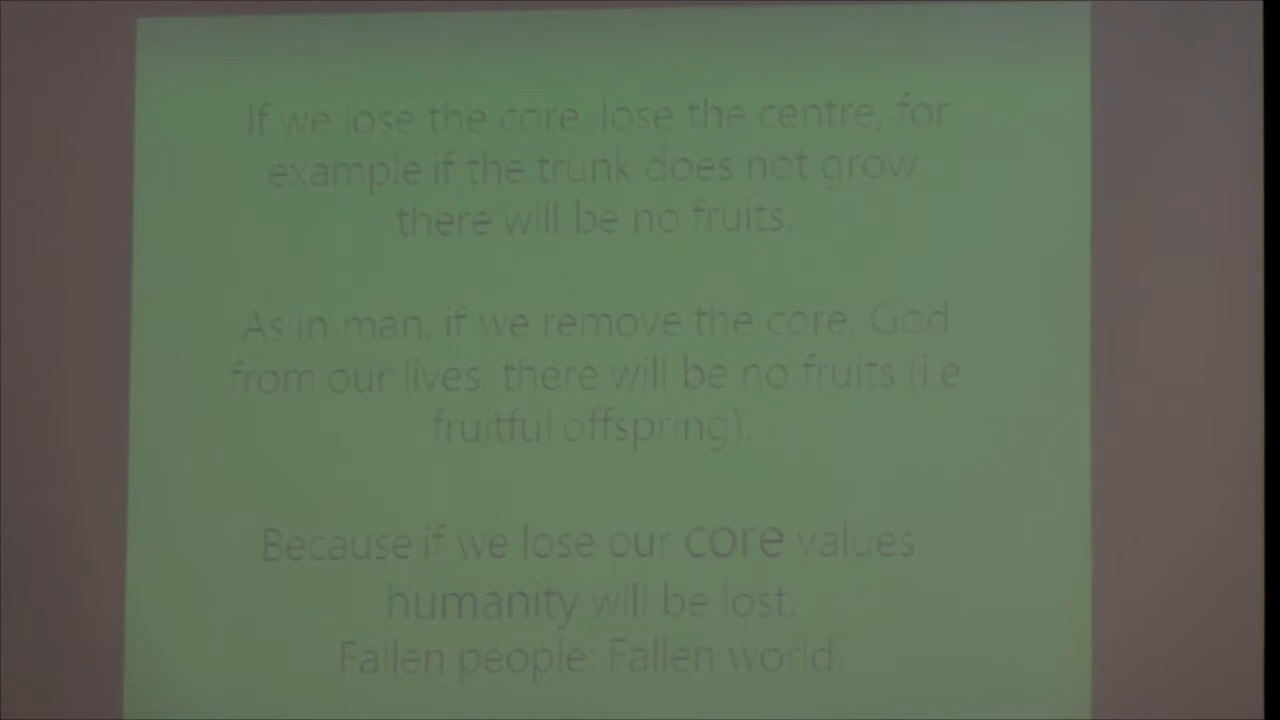 If we lose the core, lose the centre, for
example if the trunk does not grow,
there will be no fruits.
As in man, if we remove the core, God
from our lives, there will be no fruits (i.e
fruitful offspring).
Because if we lose our core values,
humanity will be lost.
Fallen people: Fallen world.